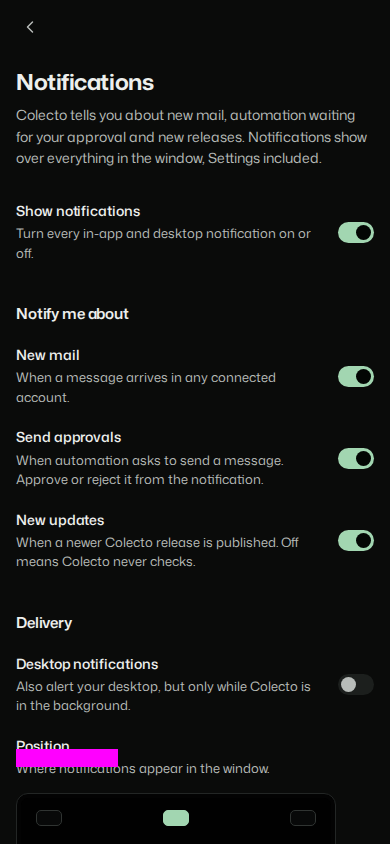 Notifications
Colecto tells you about new mail, automation waiting
for your approval and new releases. Notifications show
over everything in the window, Settings included.
Show notifications
Turn every in-app and desktop notification on or
off.
Notify me about
New mail
When a message arrives in any connected
account.
Send approvals
When automation asks to send a message.
Approve or reject it from the notification.
New updates
When a newer Colecto release is published. Off
means Colecto never checks.
Delivery
Desktop notifications
Also alert your desktop, but only while Colecto is
in the background.
Position
Where notifications appear in the window.